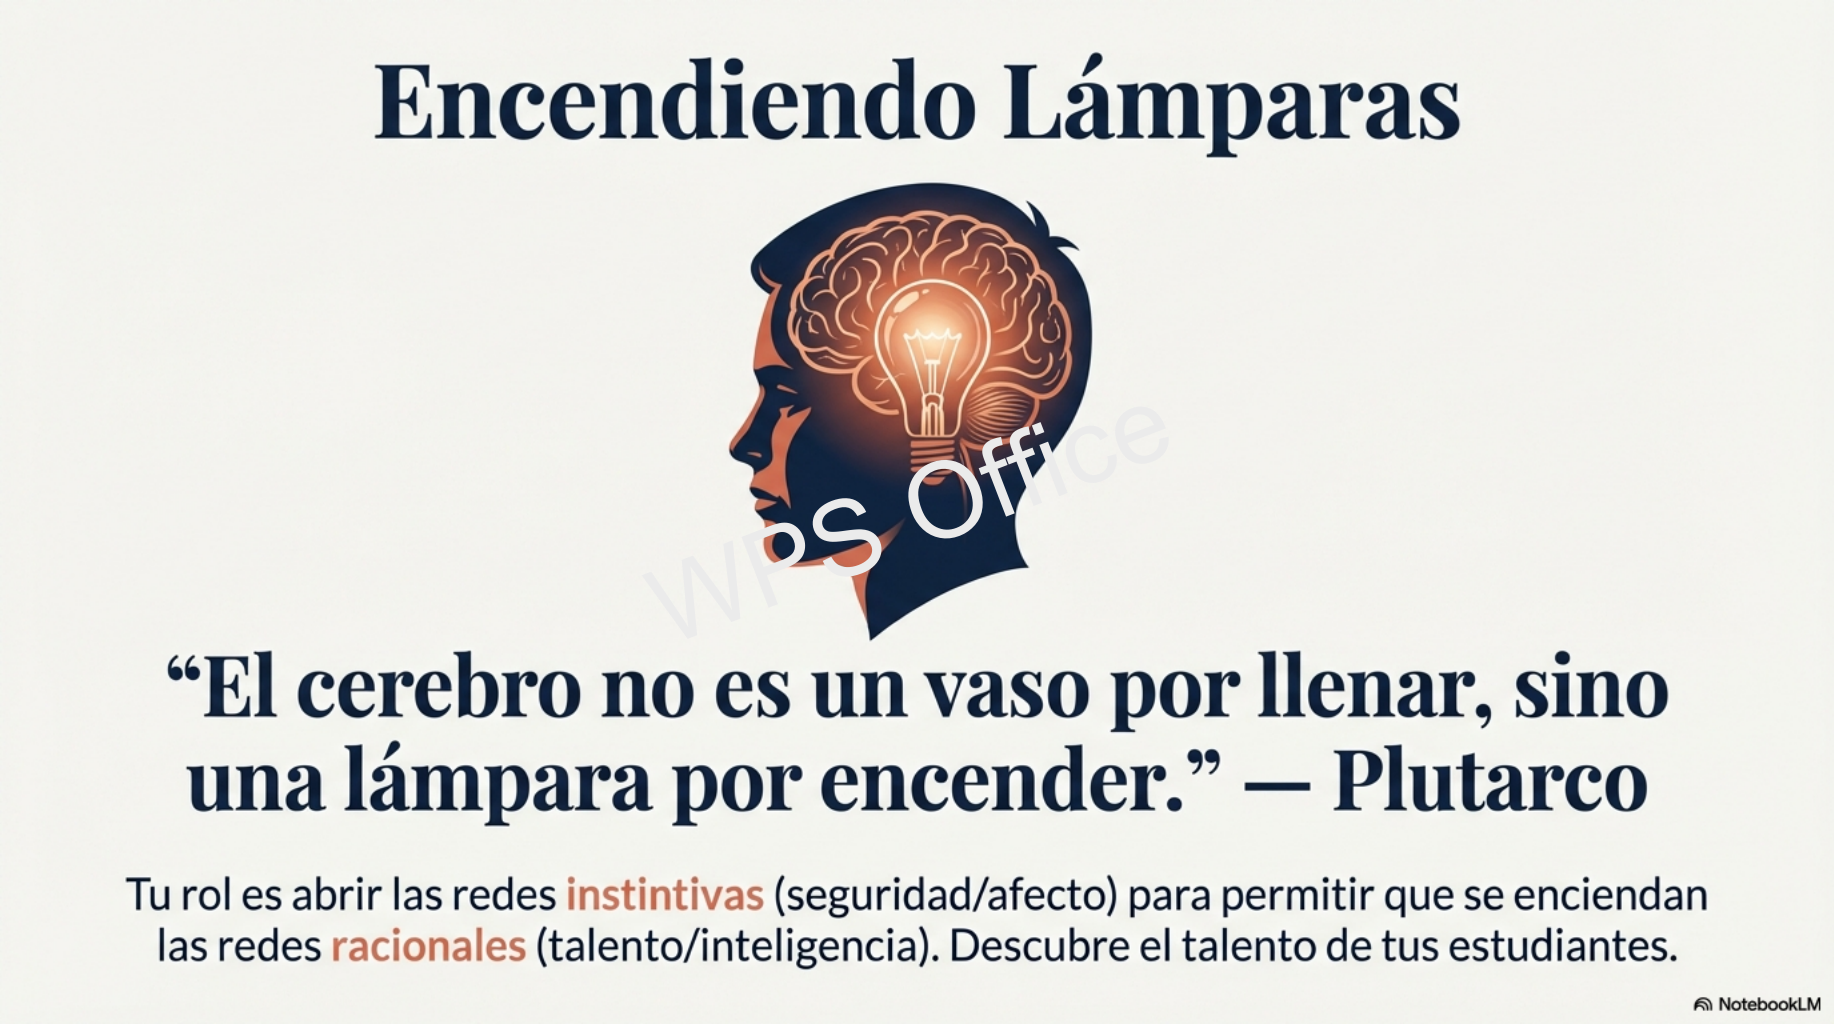 Encendiendo Lámparas
WPS Office
“El cerebro no es un vaso por llenar, sino
una lámpara por encender.” — Plutarco
Tu rol es abrir las redes instintivas (seguridad/afecto) para permitir que se enciendan
las redes racionales (talento/inteligencia). Descubre el talento de tus estudiantes.
NotebookLM